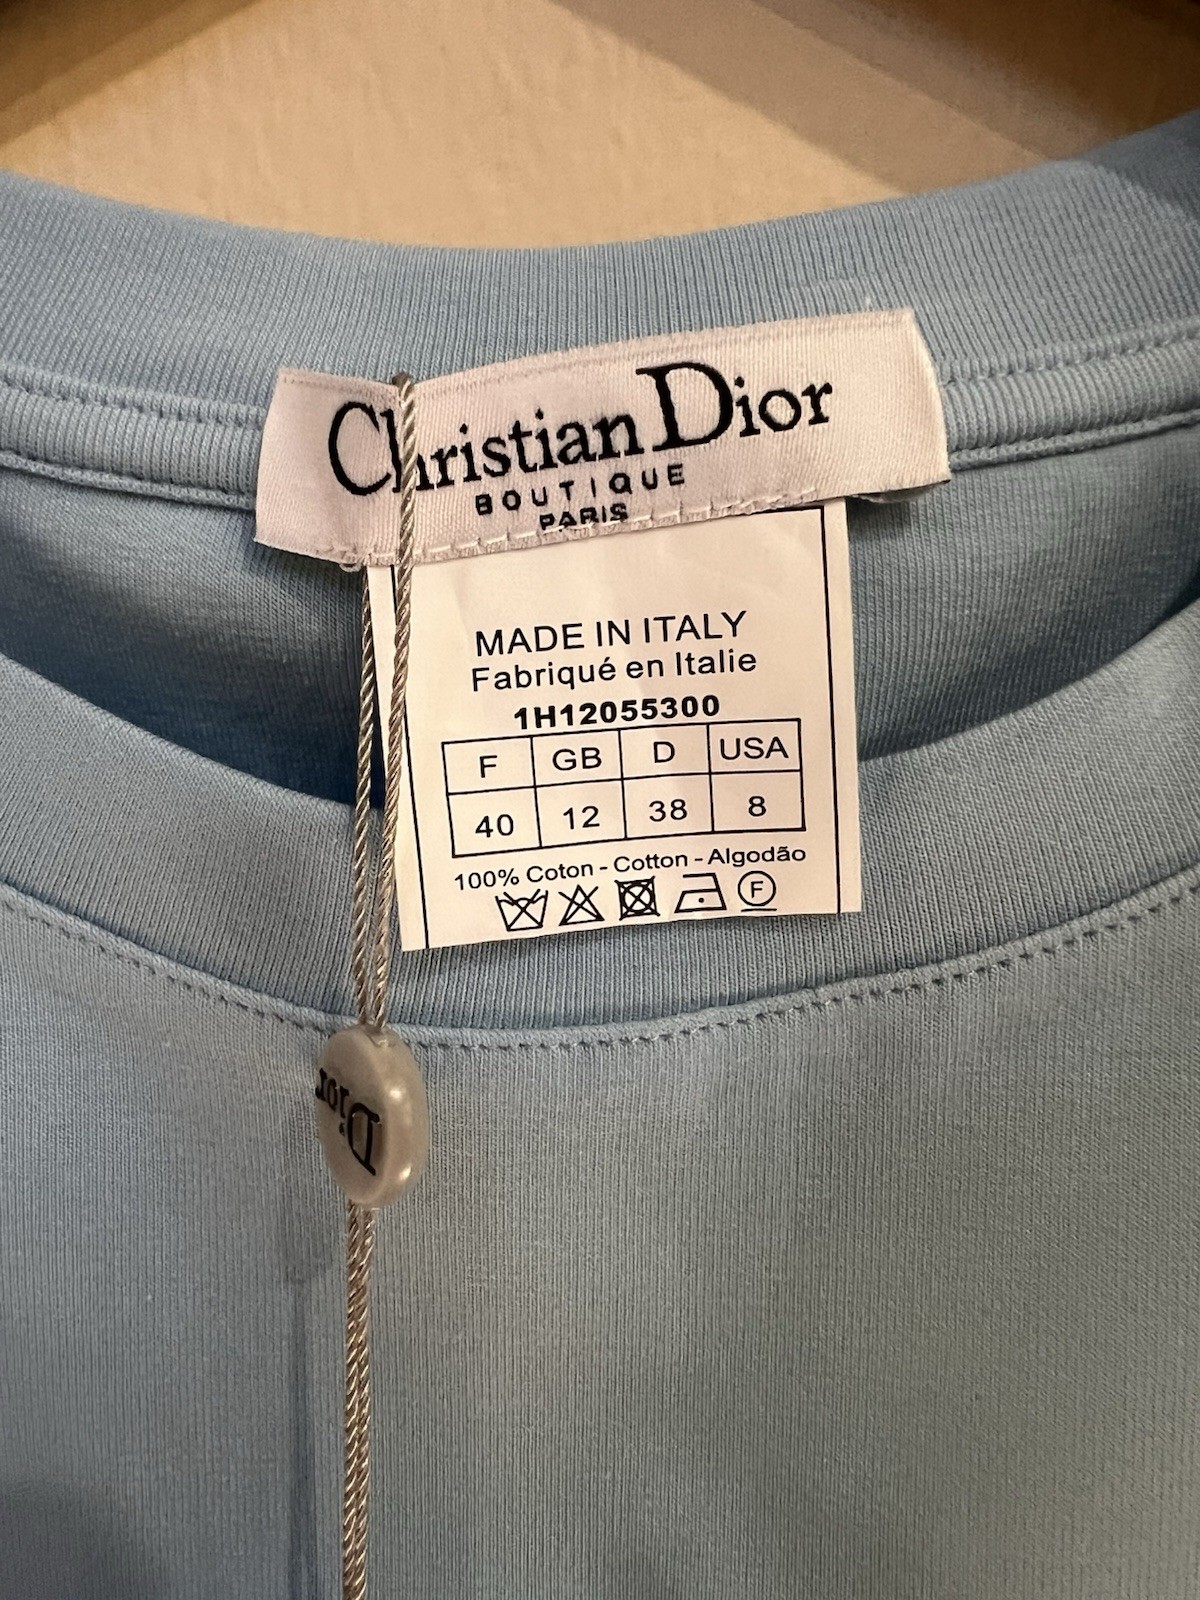 Christian Dior
BOUTIQUE
PARIS
MADE IN ITALY
Fabriqué en Italie
1H12055300
F GB D USA
40 12 38 8
100% Coton - Cotton - Algodão
F
Dior